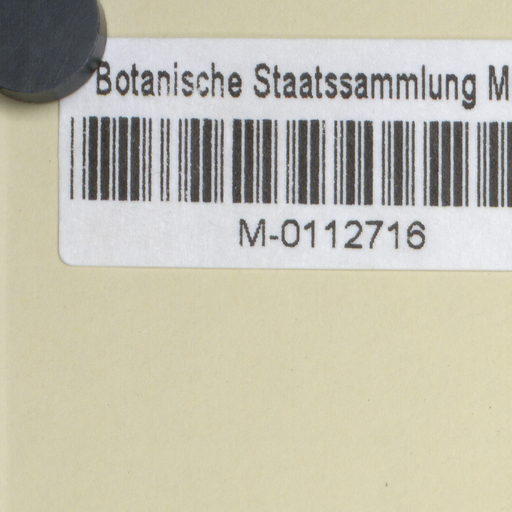 Botanische Staatssammlung M
M-0112716